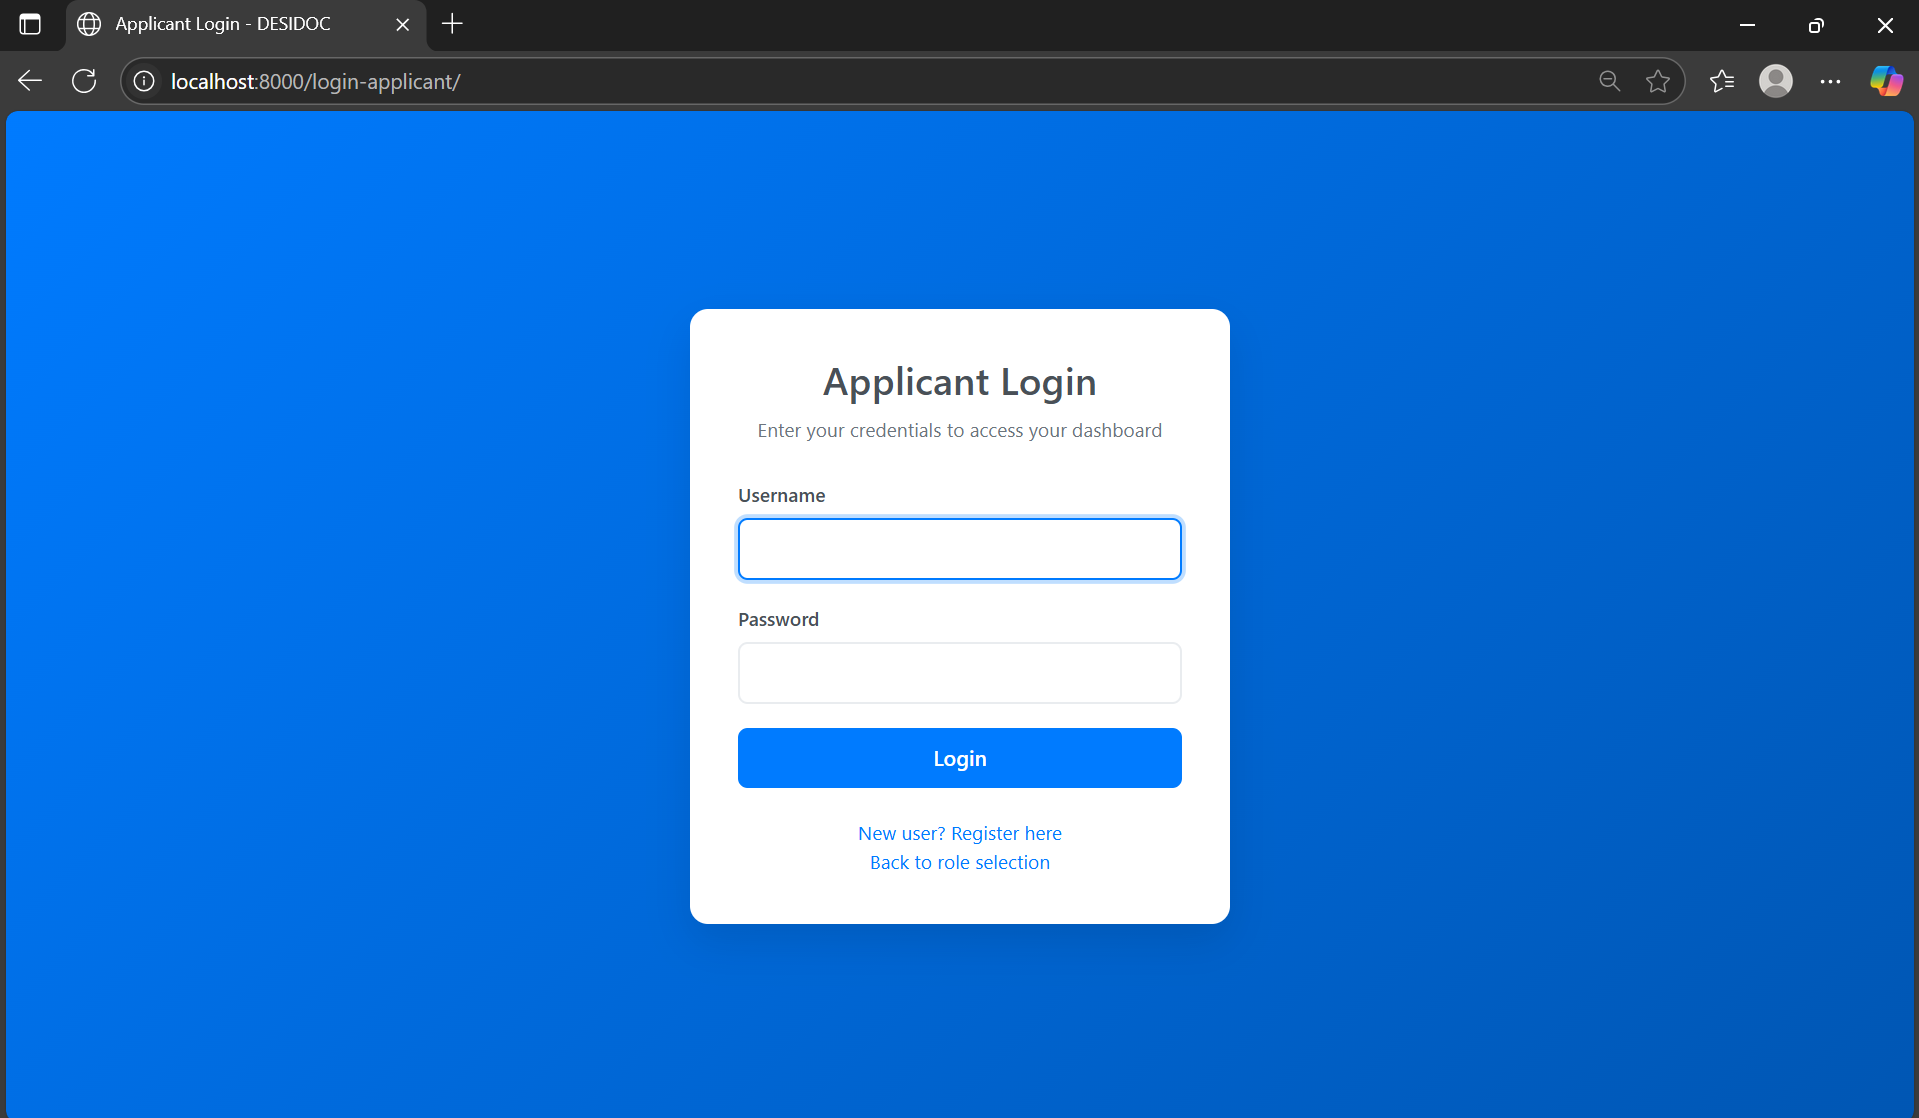 Applicant Login - DESIDOC
localhost:8000/login-applicant/
Applicant Login
Enter your credentials to access your dashboard
Username
Password
Login
New user? Register here
Back to role selection